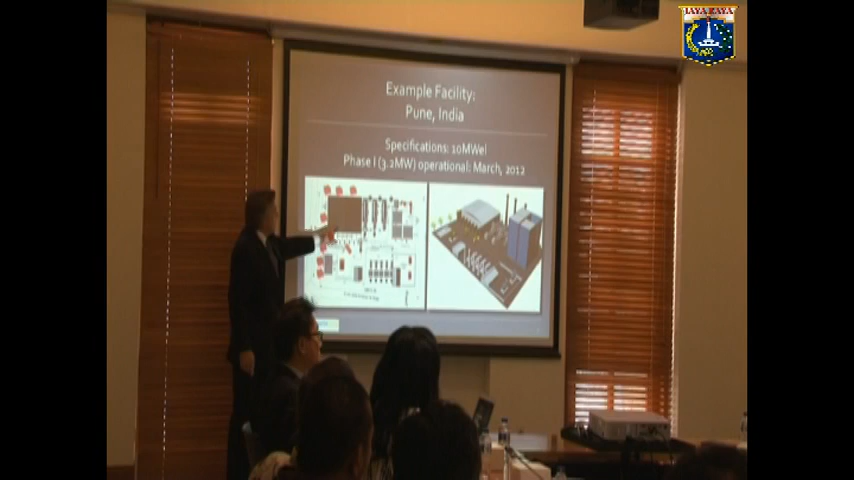 JAYA RAYA
Example Facility:
Pune, India
Specifications: 10MWel
Phase I (3.2MW) operational: March, 2012